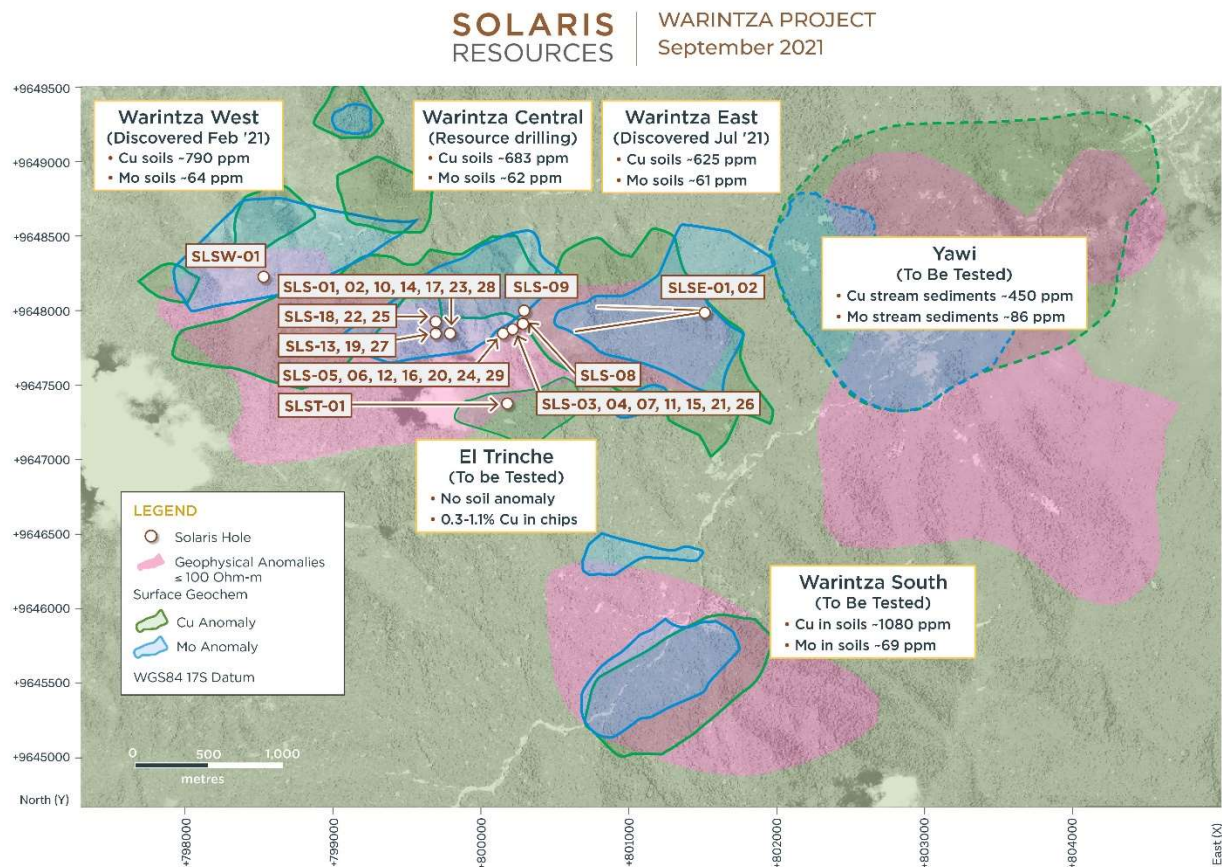 SOLARIS
RESOURCES
WARINTZA PROJECT
September 2021
+9649500
+9649000
+9648500
+9648000
+9647500
+9647000
+9646500
+9646000
+9645500
+9645000
North (Y)
Warintza West
(Discovered Feb '21)
• Cu soils ~790 ppm
• Mo soils ~64 ppm
Warintza Central
(Resource drilling)
• Cu soils ~683 ppm
• Mo soils ~62 ppm
Warintza East
(Discovered Jul '21)
• Cu soils ~625 ppm
• Mo soils ~61 ppm
Yawi
(To Be Tested)
• Cu stream sediments ~450 ppm
• Mo stream sediments ~86 ppm
SLSW-01
SLS-01, 02, 10, 14, 17, 23, 28
SLS-09
SLSE-01, 02
SLS-18, 22, 25
SLS-13, 19, 27
SLS-05, 06, 12, 16, 20, 24, 29
SLS-08
SLST-01
SLS-03, 04, 07, 11, 15, 21, 26
El Trinche
(To be Tested)
• No soil anomaly
• 0.3-1.1% Cu in chips
Warintza South
(To Be Tested)
• Cu in soils ~1080 ppm
• Mo in soils ~69 ppm
LEGEND
Solaris Hole
Geophysical Anomalies
≤ 100 Ohm-m
Surface Geochem
Cu Anomaly
Mo Anomaly
WGS84 17S Datum
0 500 1,000
metres
+798000
+799000
+800000
+801000
+802000
+803000
+804000
East (X)